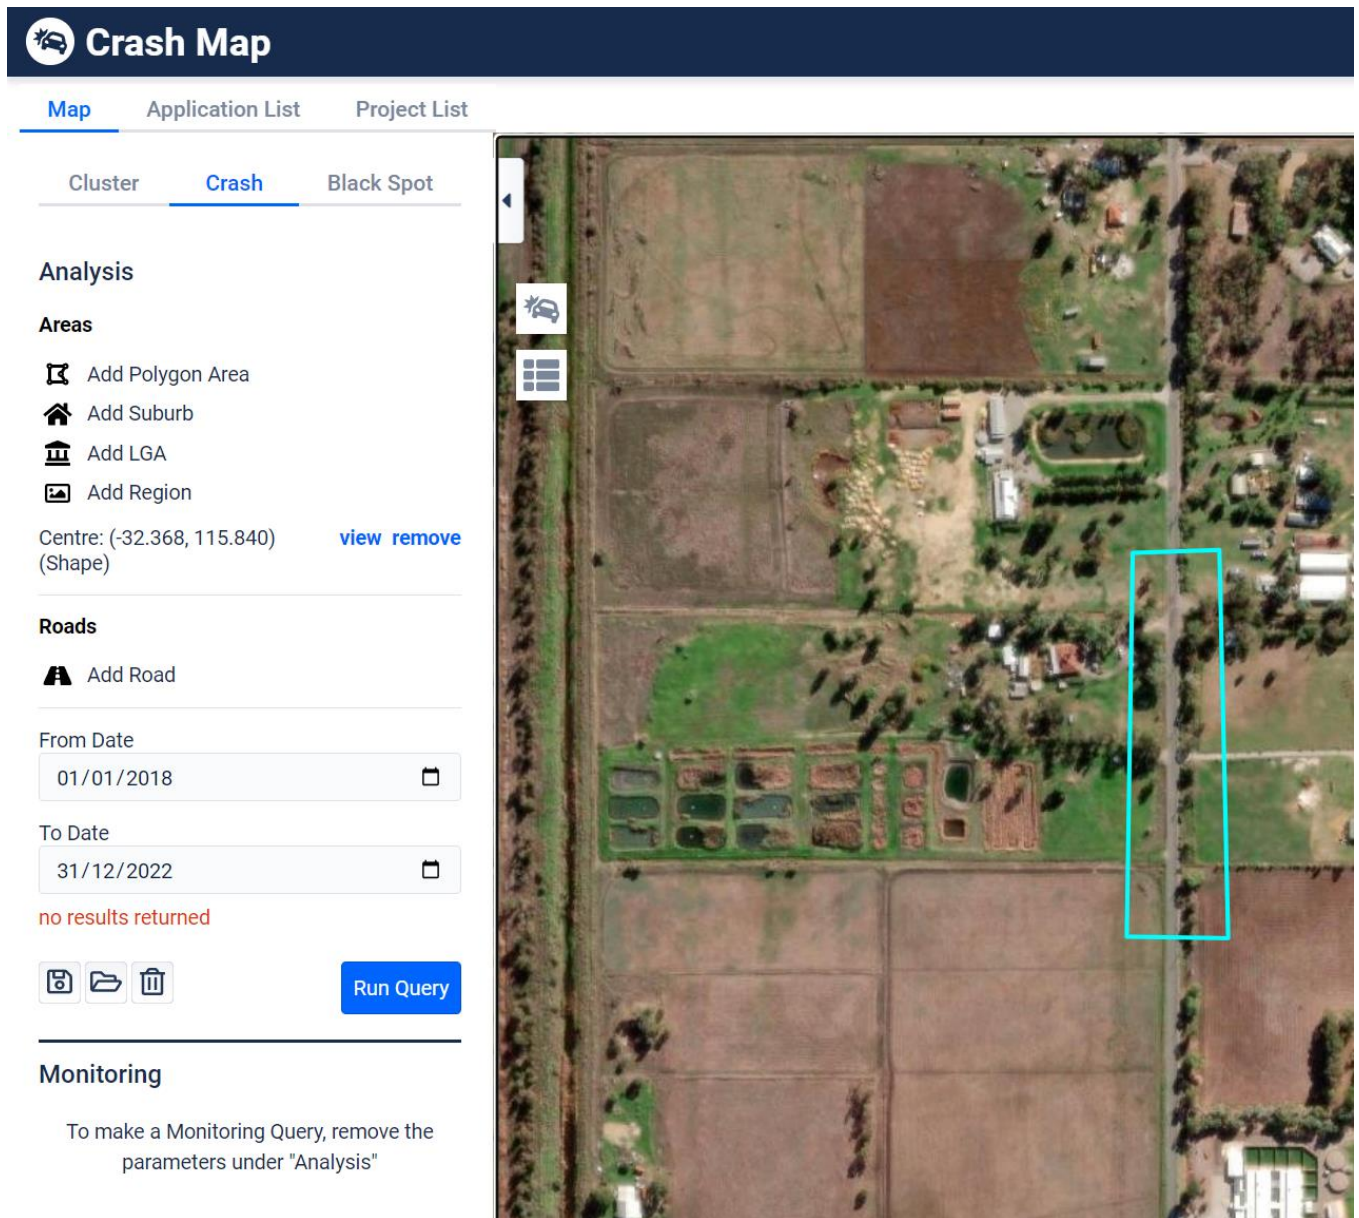 Crash Map
Map
Application List
Project List
Cluster
Crash
Black Spot
Analysis
Areas
Add Polygon Area
Add Suburb
Add LGA
Add Region
Centre: (-32.368, 115.840)
(Shape)
view remove
Roads
Add Road
From Date
01/01/2018
To Date
31/12/2022
no results returned
Run Query
Monitoring
To make a Monitoring Query, remove the
parameters under "Analysis"